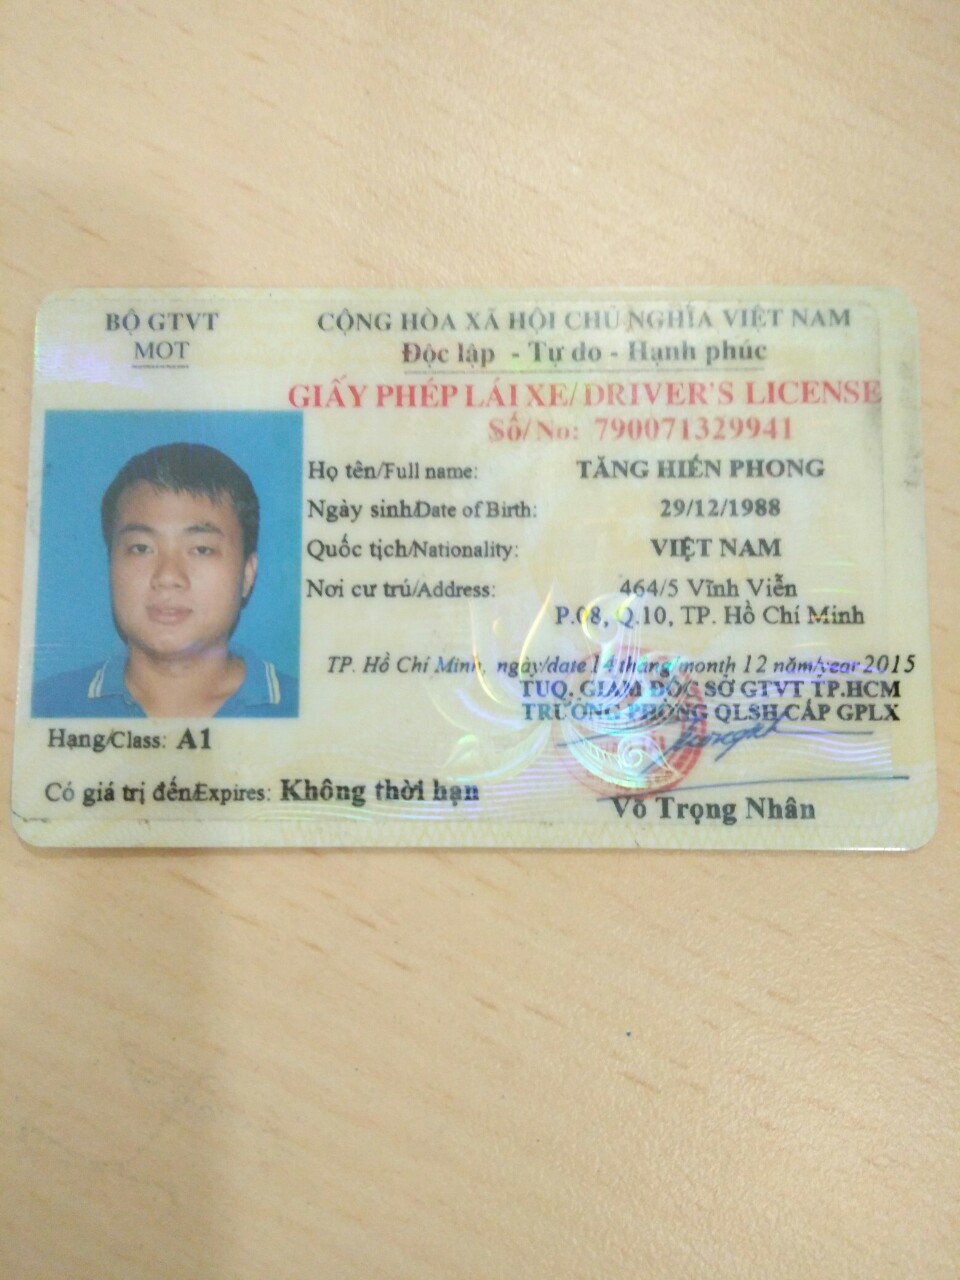 BỘ GTVT
MOT
CỘNG HÒA XÃ HỘI CHỦ NGHĨA VIỆT NAM
Độc lập - Tự do - Hạnh phúc
GIẤY PHÉP LÁI XE/ DRIVER'S LICENSE
Số/No: 790071329941
Họ tên/Full name: TĂNG HIẾN PHONG
Ngày sinh/Date of Birth: 29/12/1988
Quốc tịch/Nationality: VIỆT NAM
Nơi cư trú/Address: 464/5 Vĩnh Viễn
P.08, Q.10, TP. Hồ Chí Minh
TP. Hồ Chí Minh, ngày/date 14 tháng/month 12 năm/year 2015
TUQ. GIÁM ĐỐC SỞ GTVT TP.HCM
TRƯỞNG PHÒNG QLSH CẤP GPLX
Hạng/Class: A1
Có giá trị đến/Expires: Không thời hạn
Võ Trọng Nhân